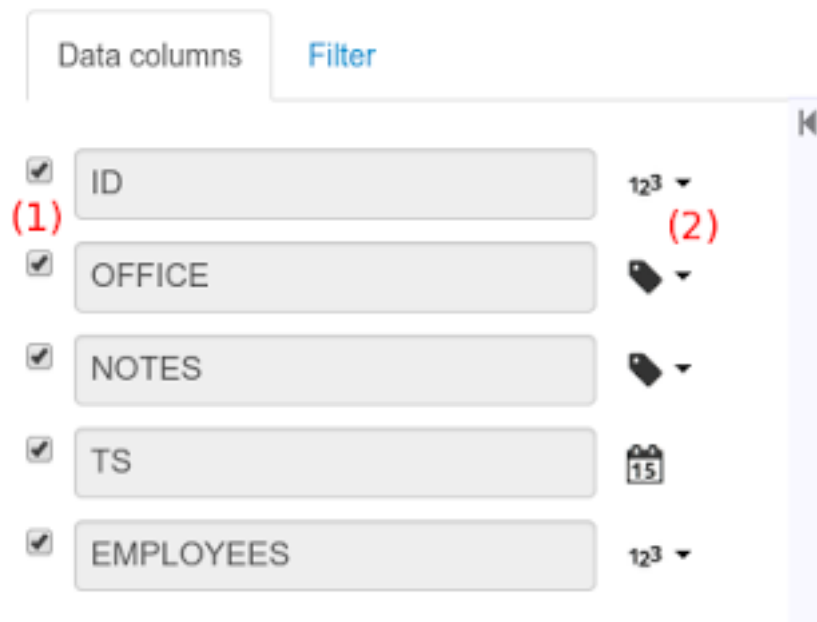 Data columns Filter
ID 123
(1) (2)
OFFICE
NOTES
TS 15
EMPLOYEES 123